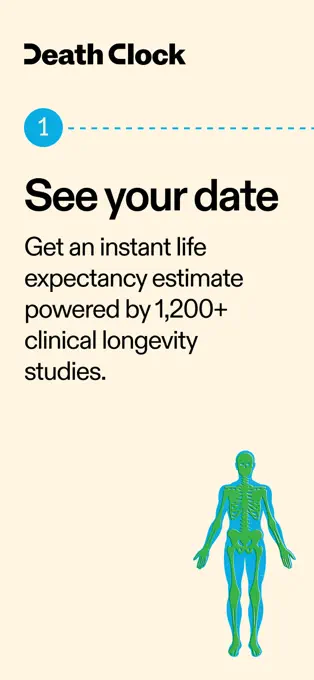 Death Clock
1
See your date
Get an instant life
expectancy estimate
powered by 1,200+
clinical longevity
studies.